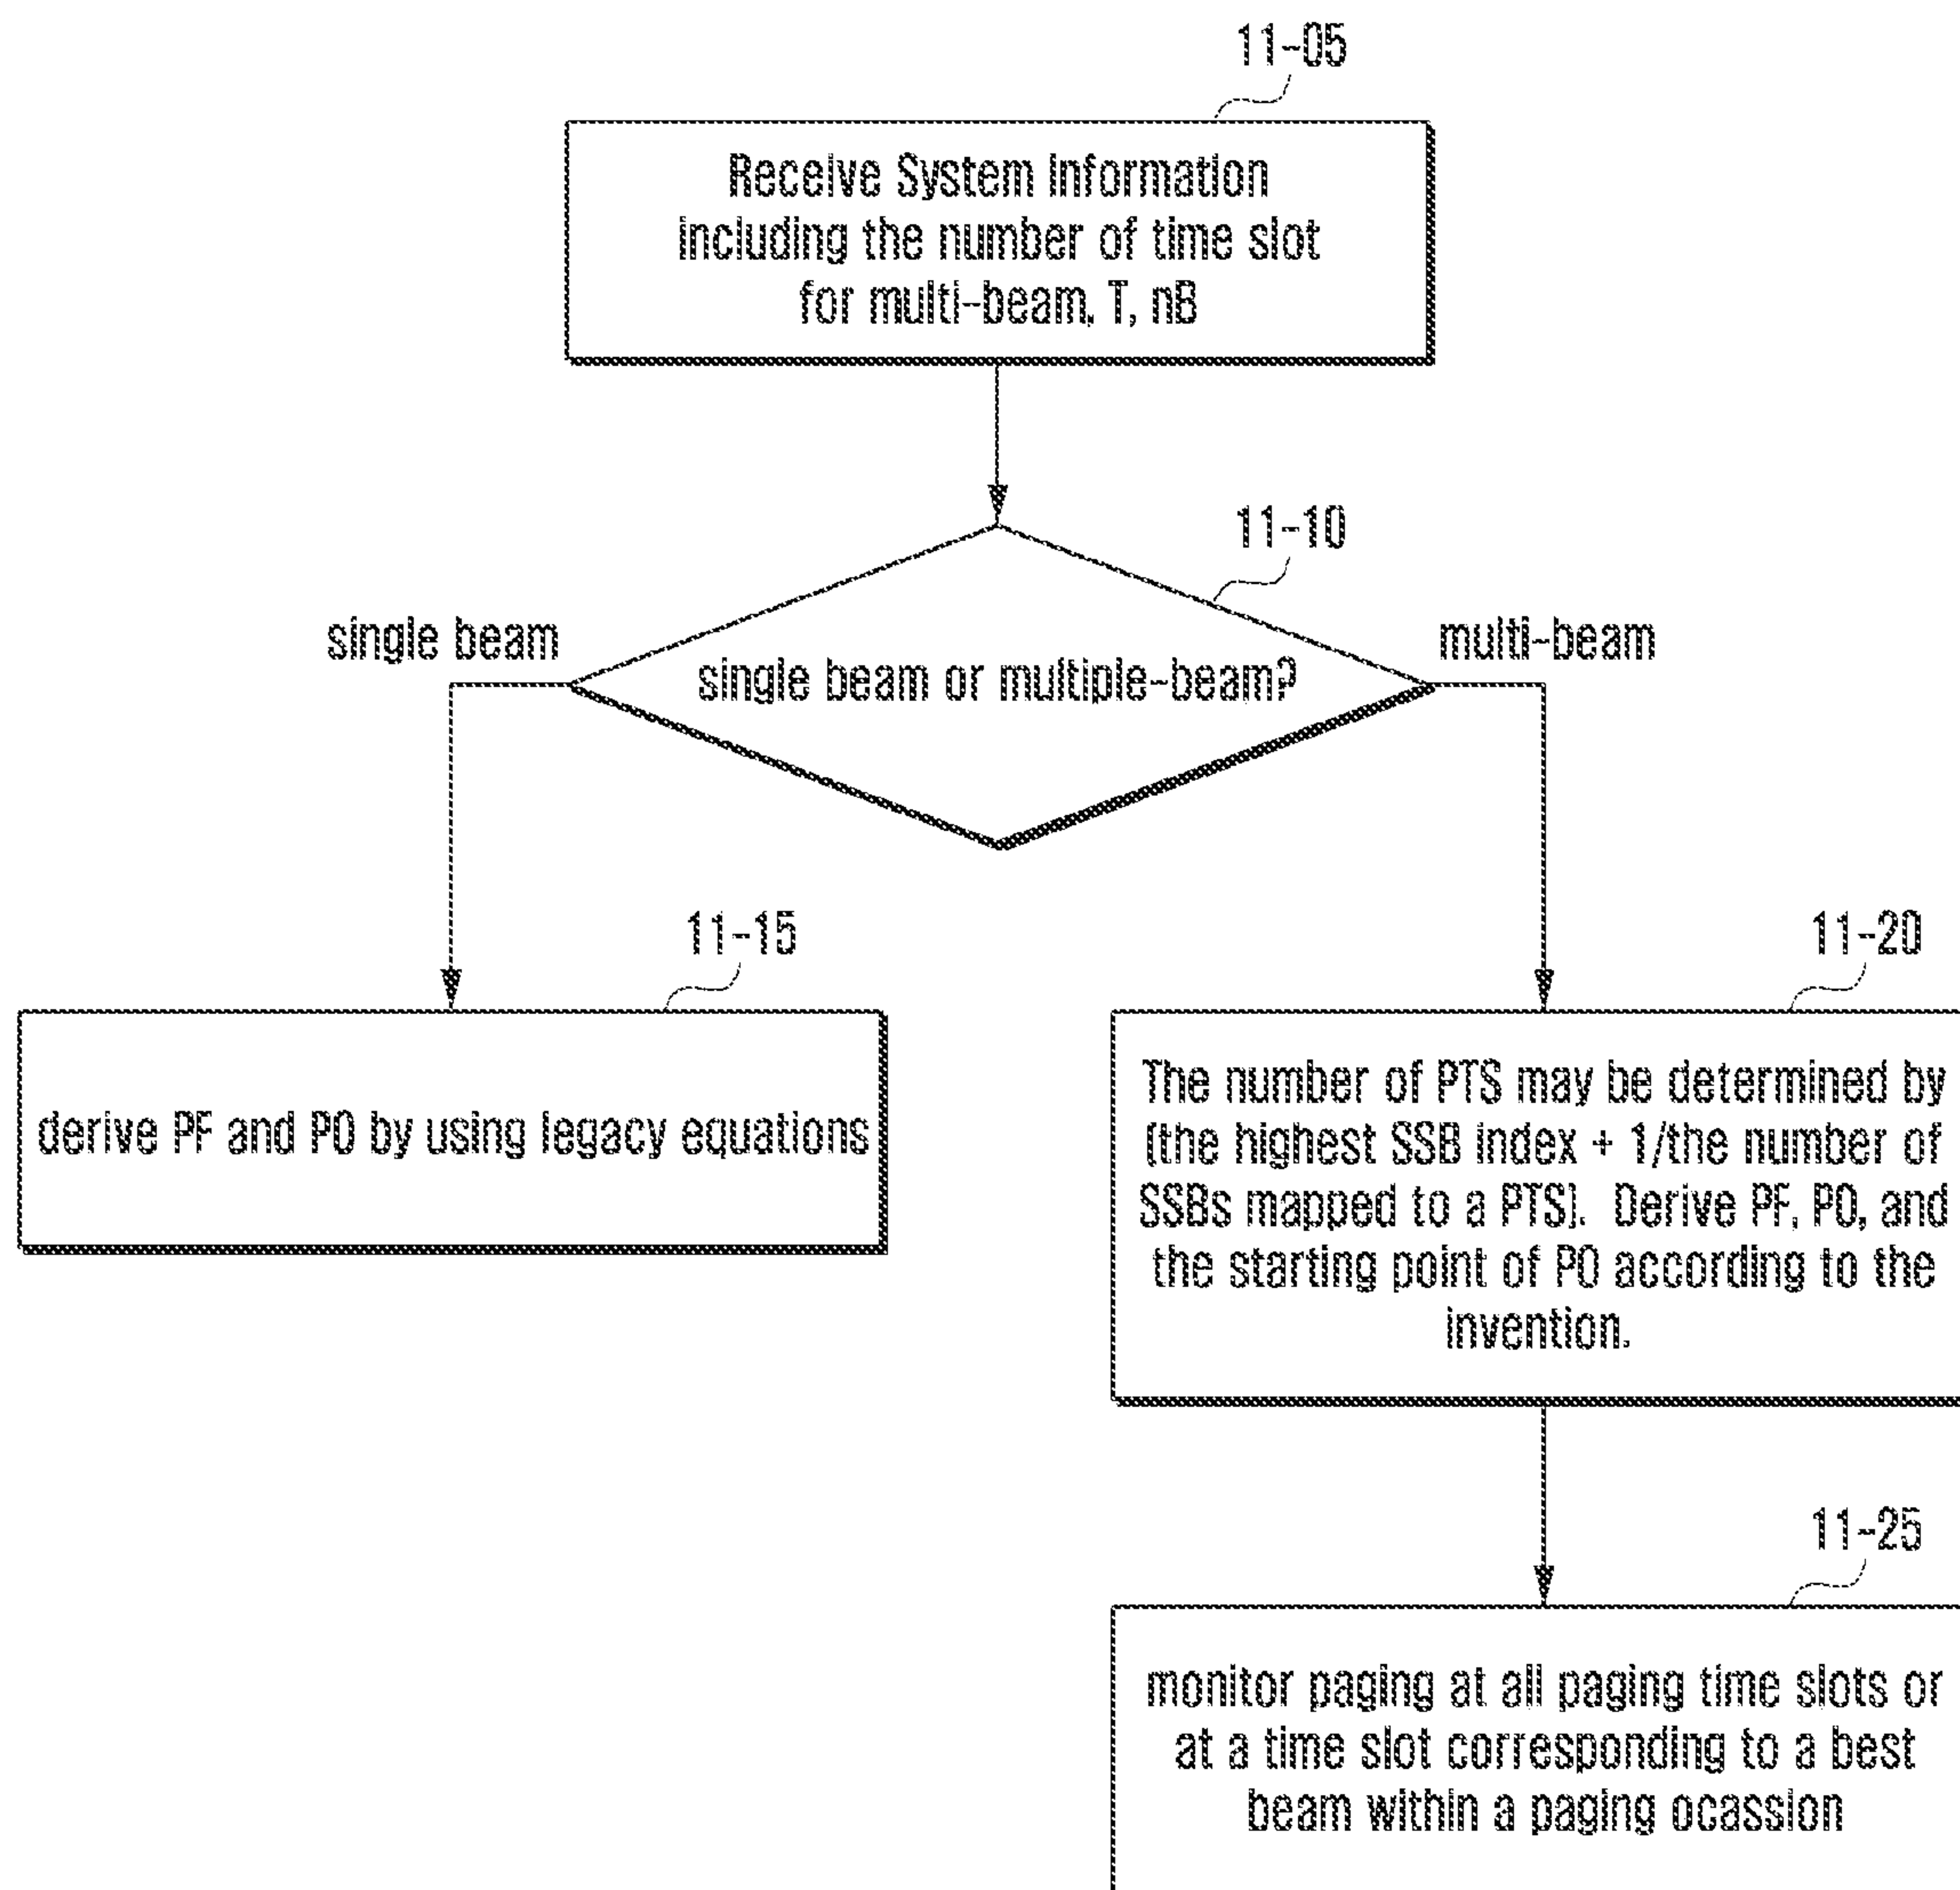 11-05
Receive System Information
including the number of time slot
for multi-beam, T, nB
11-10
single beam
multi-beam
single beam or multiple-beam?
11-15
11-20
derive PF and PO by using legacy equations
The number of PTS may be determined by
(the highest SSB index + 1/the number of
SSBs mapped to a PTS). Derive PF, PO, and
the starting point of PO according to the
invention.
11-25
monitor paging at all paging time slots or
at a time slot corresponding to a best
beam within a paging ocassion